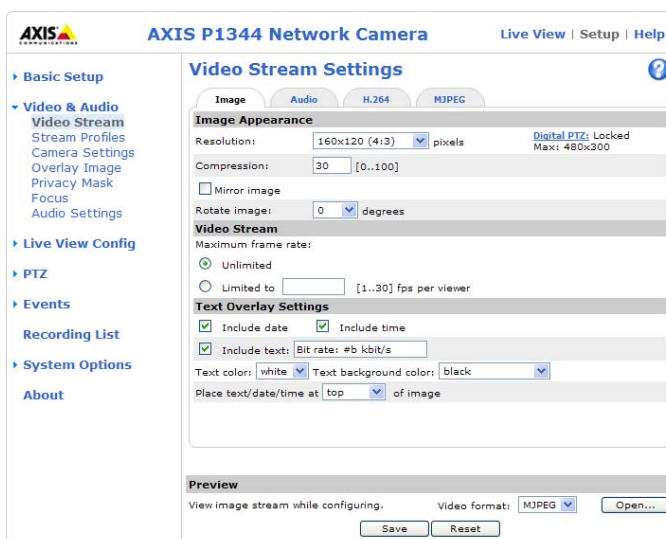 AXIS
COMMUNICATIONS
AXIS P1344 Network Camera
Live View | Setup | Help
Basic Setup
Video & Audio
Video Stream
Stream Profiles
Camera Settings
Overlay Image
Privacy Mask
Focus
Audio Settings
Live View Config
PTZ
Events
Recording List
System Options
About
Video Stream Settings
?
Image Audio H.264 MJPEG
Image Appearance
Resolution: 160x120 (4:3) pixels Digital PTZ: Locked
Max: 480x300
Compression: 30 [0..100]
Mirror image
Rotate image: 0 degrees
Video Stream
Maximum frame rate:
Unlimited
Limited to [1..30] fps per viewer
Text Overlay Settings
Include date Include time
Include text: Bit rate: #b kbit/s
Text color: white Text background color: black
Place text/date/time at top of image
Preview
View image stream while configuring. Video format: MJPEG Open...
Save Reset